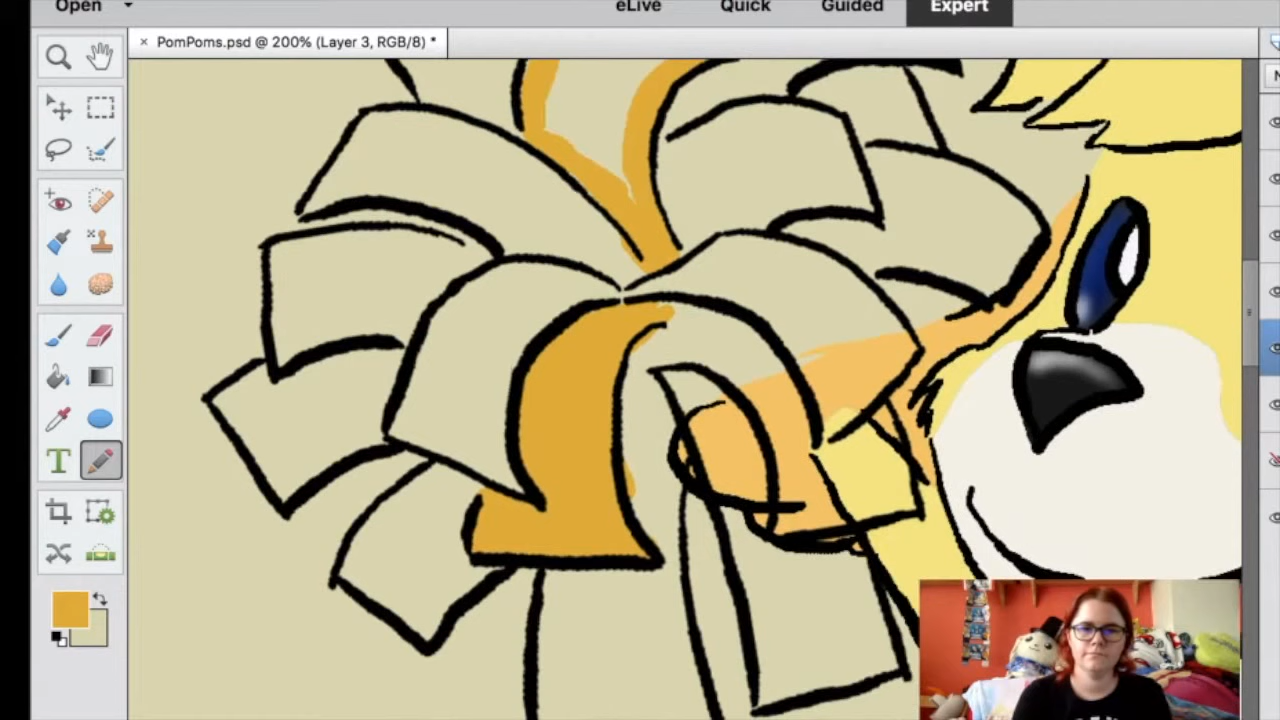 Open
eLive Quick Guided Expert
× PomPoms.psd @ 200% (Layer 3, RGB/8) *
T